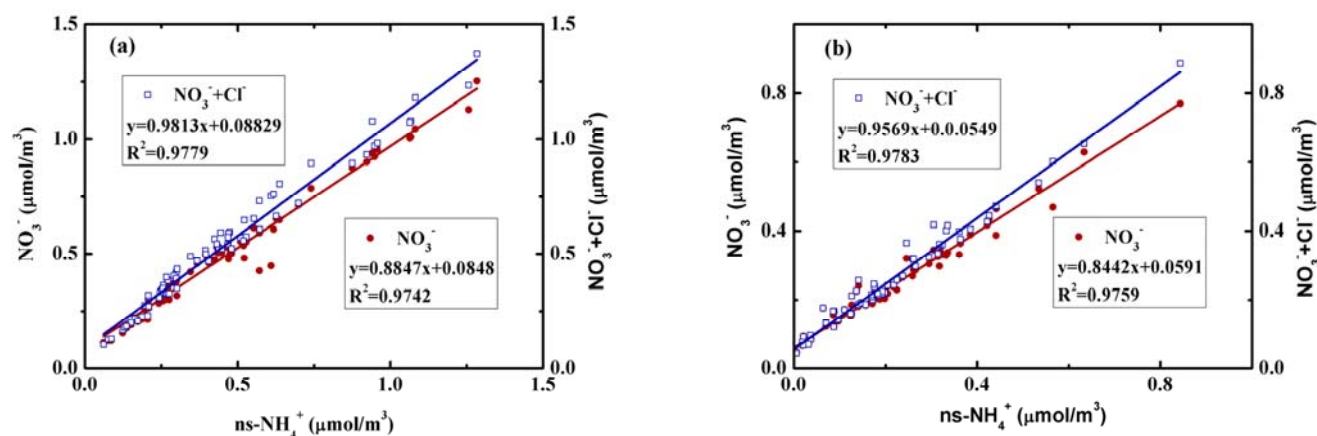 (a)
NO₃⁻+Cl⁻
y=0.9813x+0.08829
R²=0.9779
NO₃⁻
y=0.8847x+0.0848
R²=0.9742
1.5
1.0
0.5
0.0
NO₃⁻ (μmol/m³)
1.5
1.0
0.5
0.0
NO₃⁻+Cl⁻ (μmol/m³)
0.0 0.5 1.0 1.5
ns-NH₄⁺ (μmol/m³)
(b)
NO₃⁻+Cl⁻
y=0.9569x+0.0.0549
R²=0.9783
NO₃⁻
y=0.8442x+0.0591
R²=0.9759
0.8
0.4
0.0
NO₃⁻ (μmol/m³)
0.8
0.4
0.0
NO₃⁻+Cl⁻ (μmol/m³)
0.0 0.4 0.8
ns-NH₄⁺ (μmol/m³)